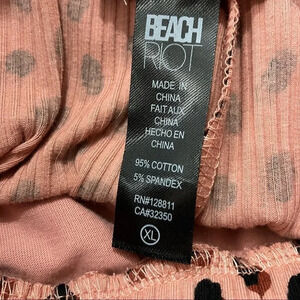 BEACH
RIOT
MADE IN
CHINA
FAIT AUX
CHINA
HECHO EN
CHINA
95% COTTON
5% SPANDEX
RN#128811
CA#32350
XL